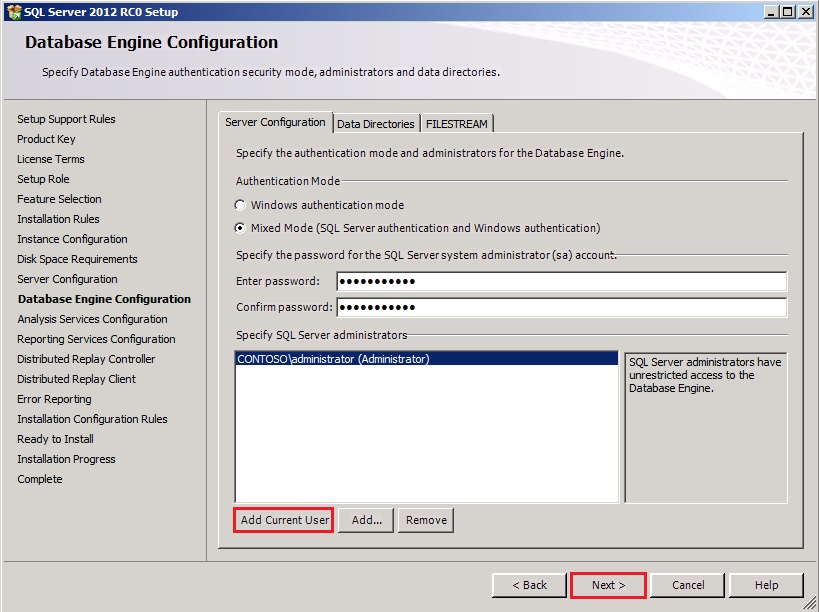 SQL Server 2012 RC0 Setup
Database Engine Configuration
Specify Database Engine authentication security mode, administrators and data directories.
Setup Support Rules
Product Key
License Terms
Setup Role
Feature Selection
Installation Rules
Instance Configuration
Disk Space Requirements
Server Configuration
Database Engine Configuration
Analysis Services Configuration
Reporting Services Configuration
Distributed Replay Controller
Distributed Replay Client
Error Reporting
Installation Configuration Rules
Ready to Install
Installation Progress
Complete
Server Configuration Data Directories FILESTREAM
Specify the authentication mode and administrators for the Database Engine.
Authentication Mode
Windows authentication mode
Mixed Mode (SQL Server authentication and Windows authentication)
Specify the password for the SQL Server system administrator (sa) account.
Enter password: ●●●●●●●●●●●
Confirm password: ●●●●●●●●●●●
Specify SQL Server administrators
CONTOSO\administrator (Administrator)
SQL Server administrators have
unrestricted access to the
Database Engine.
Add Current User Add... Remove
< Back Next > Cancel Help